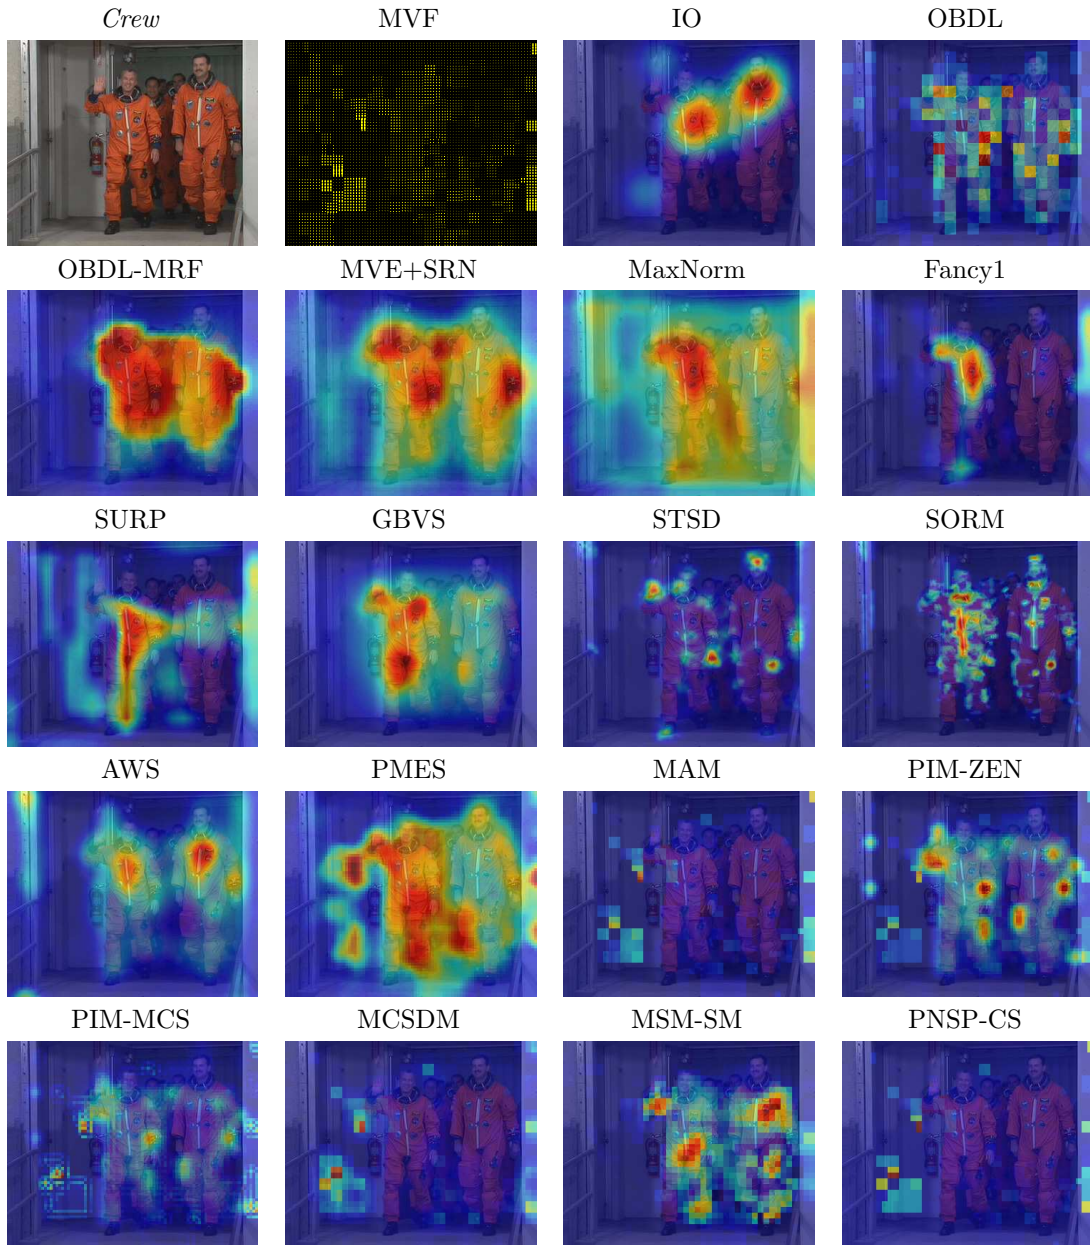 Crew MVF IO OBDL
OBDL-MRF MVE+SRN MaxNorm Fancy1
SURP GBVS STSD SORM
AWS PMES MAM PIM-ZEN
PIM-MCS MCSDM MSM-SM PNSP-CS